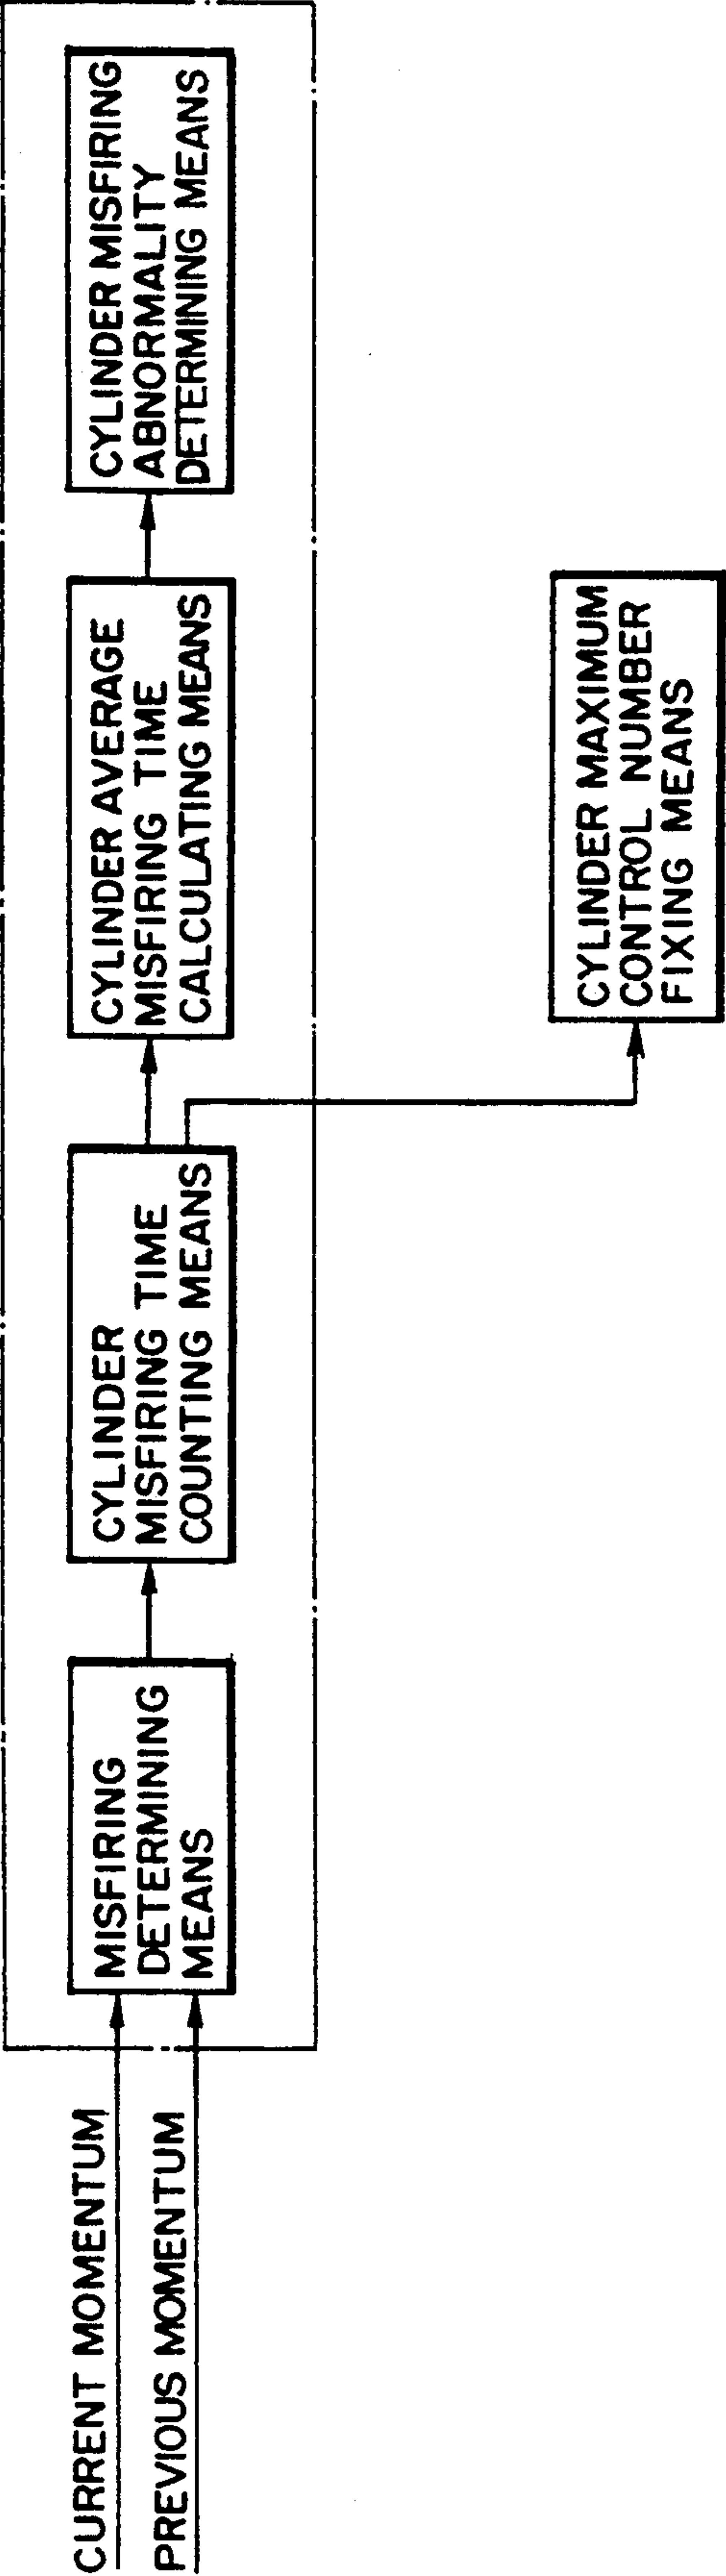 CURRENT MOMENTUM
PREVIOUS MOMENTUM
MISFIRING
DETERMINING
MEANS
CYLINDER
MISFIRING TIME
COUNTING MEANS
CYLINDER AVERAGE
MISFIRING TIME
CALCULATING MEANS
CYLINDER MISFIRING
ABNORMALITY
DETERMINING MEANS
CYLINDER MAXIMUM
CONTROL NUMBER
FIXING MEANS